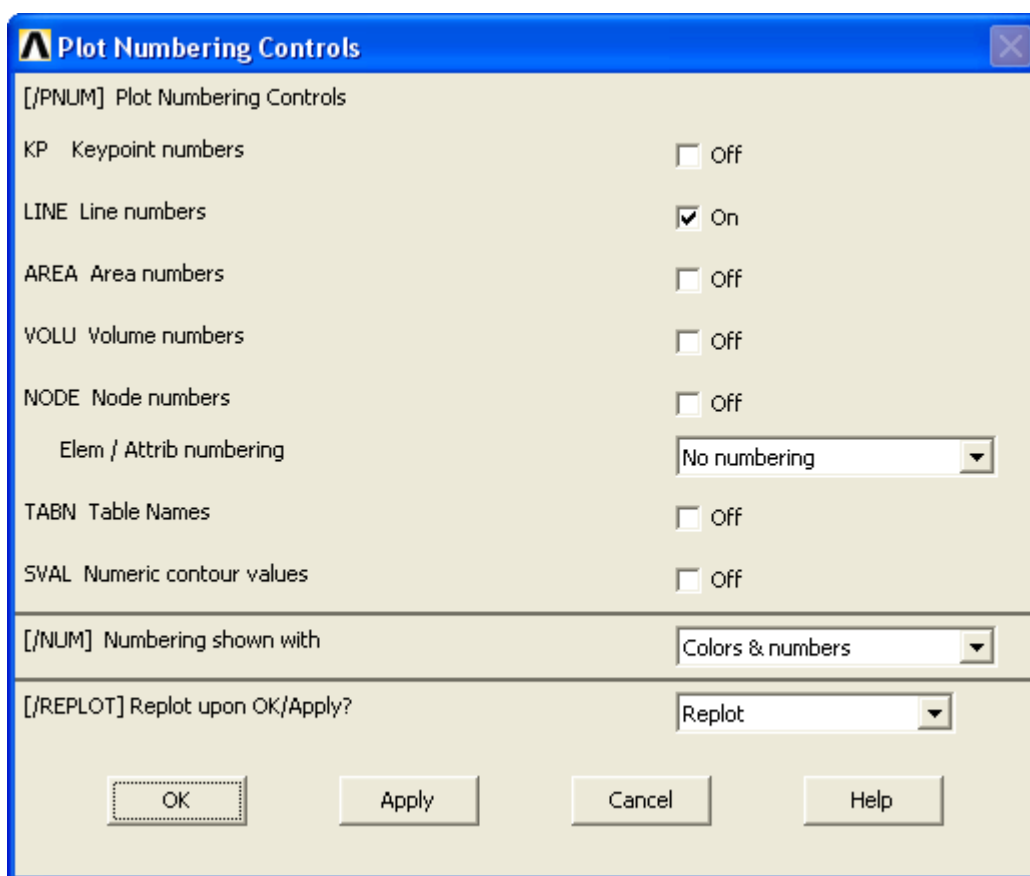 Plot Numbering Controls
[/PNUM] Plot Numbering Controls
KP Keypoint numbers Off
LINE Line numbers On
AREA Area numbers Off
VOLU Volume numbers Off
NODE Node numbers Off
Elem / Attrib numbering No numbering
TABN Table Names Off
SVAL Numeric contour values Off
[/NUM] Numbering shown with Colors & numbers
[/REPLOT] Replot upon OK/Apply? Replot
OK Apply Cancel Help